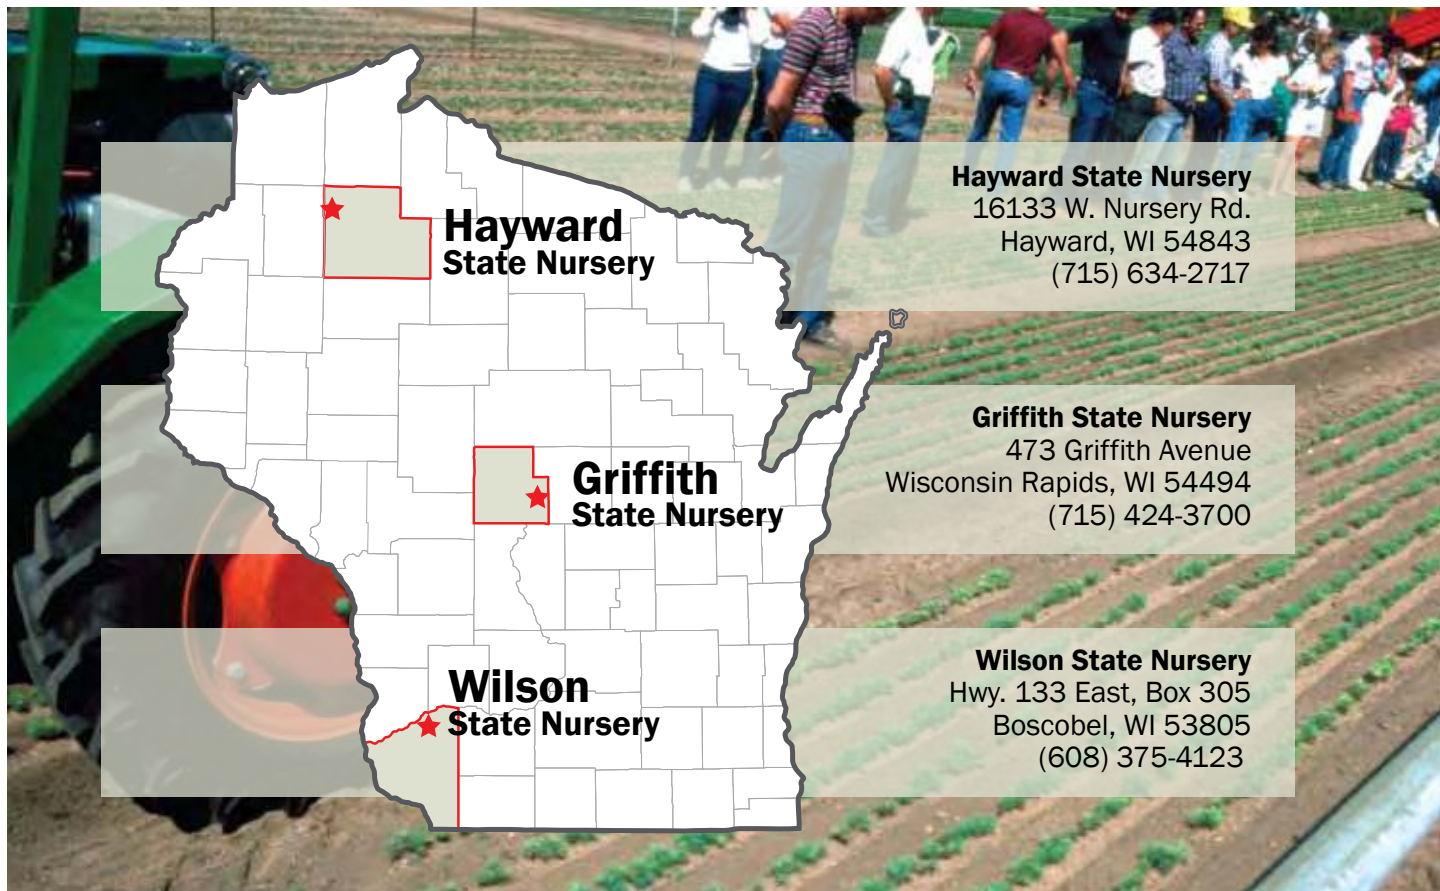 Hayward
State Nursery
Hayward State Nursery
16133 W. Nursery Rd.
Hayward, WI 54843
(715) 634-2717
Griffith
State Nursery
Griffith State Nursery
473 Griffith Avenue
Wisconsin Rapids, WI 54494
(715) 424-3700
Wilson
State Nursery
Wilson State Nursery
Hwy. 133 East, Box 305
Boscobel, WI 53805
(608) 375-4123